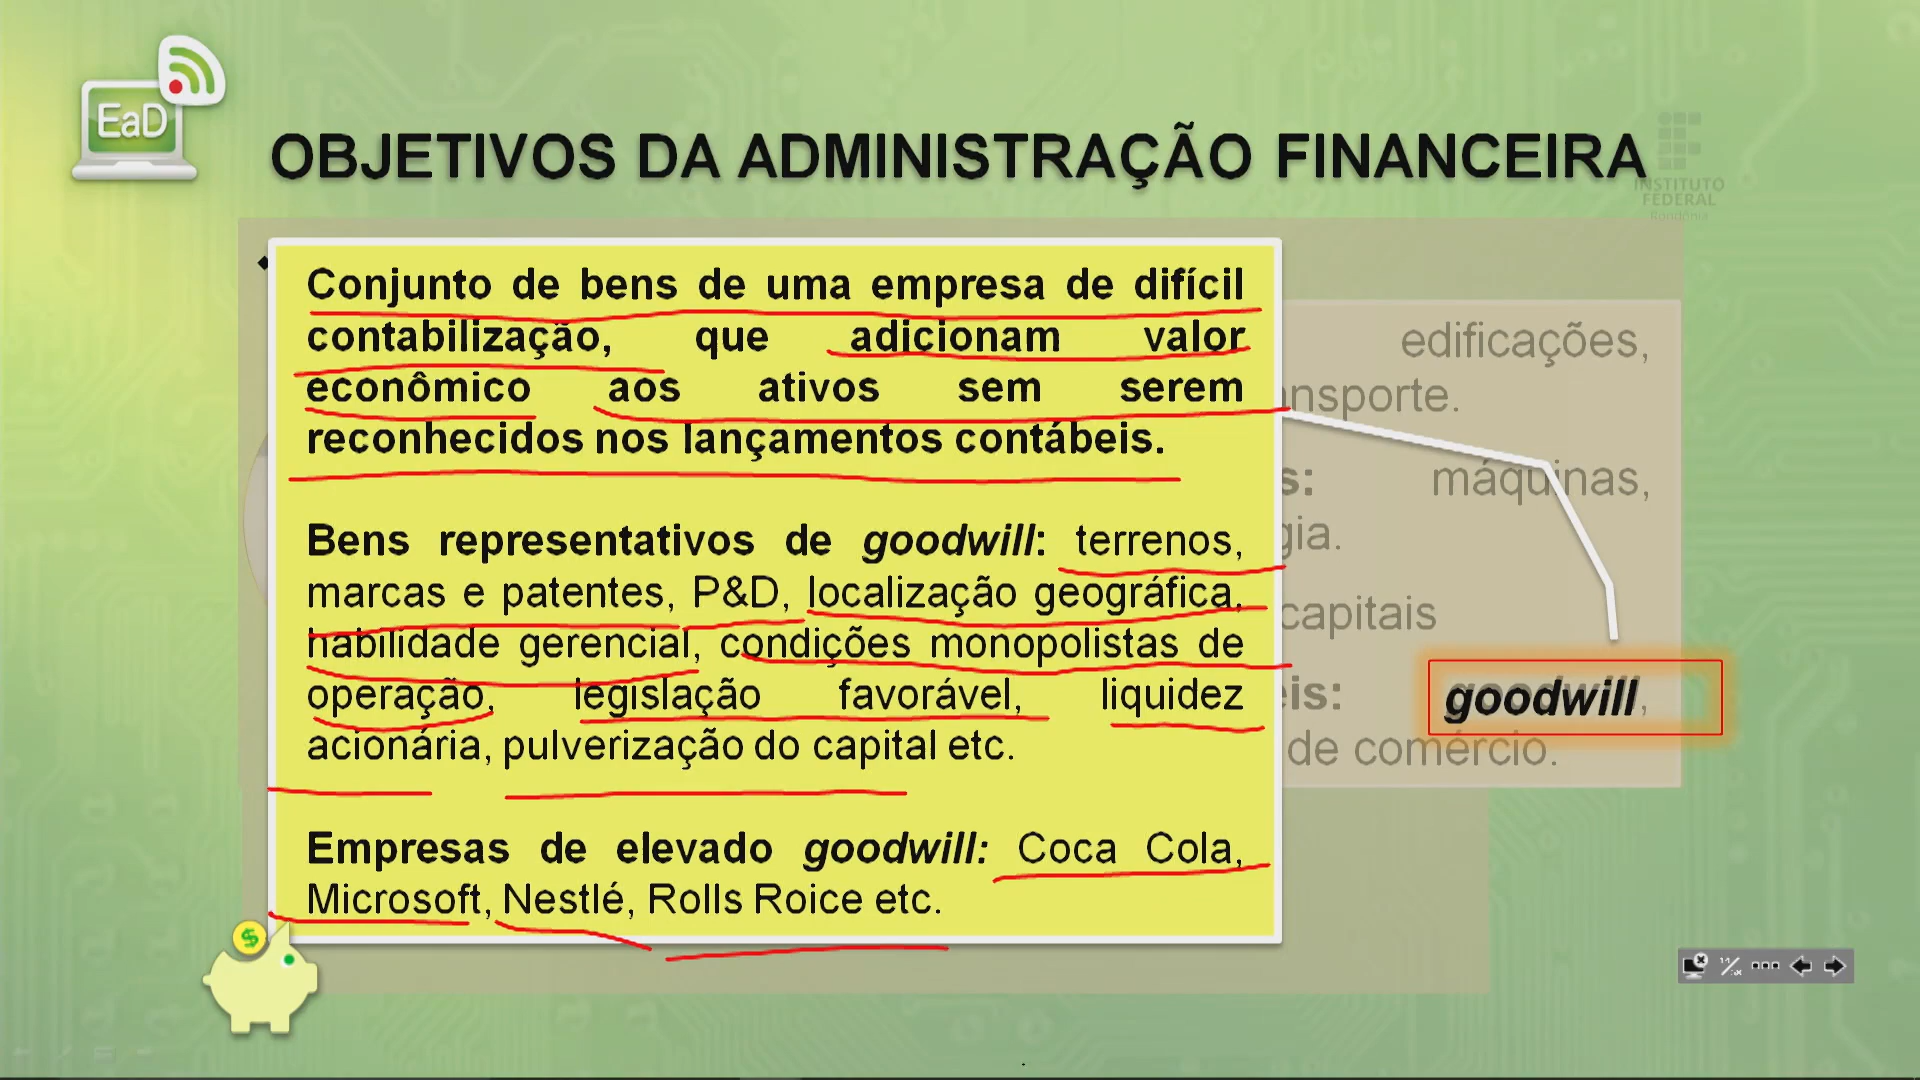 EaD
OBJETIVOS DA ADMINISTRAÇÃO FINANCEIRA
INSTITUTO
FEDERAL
Rondônia
Conjunto de bens de uma empresa de difícil
contabilização, que adicionam valor
econômico aos ativos sem serem
reconhecidos nos lançamentos contábeis.
Bens representativos de goodwill: terrenos,
marcas e patentes, P&D, localização geográfica,
habilidade gerencial, condições monopolistas de
operação, legislação favorável, liquidez
acionária, pulverização do capital etc.
Empresas de elevado goodwill: Coca Cola,
Microsoft, Nestlé, Rolls Roice etc.
edificações,
nsporte.
s: máquinas,
gia.
capitais
eis: goodwill,
de comércio.
$